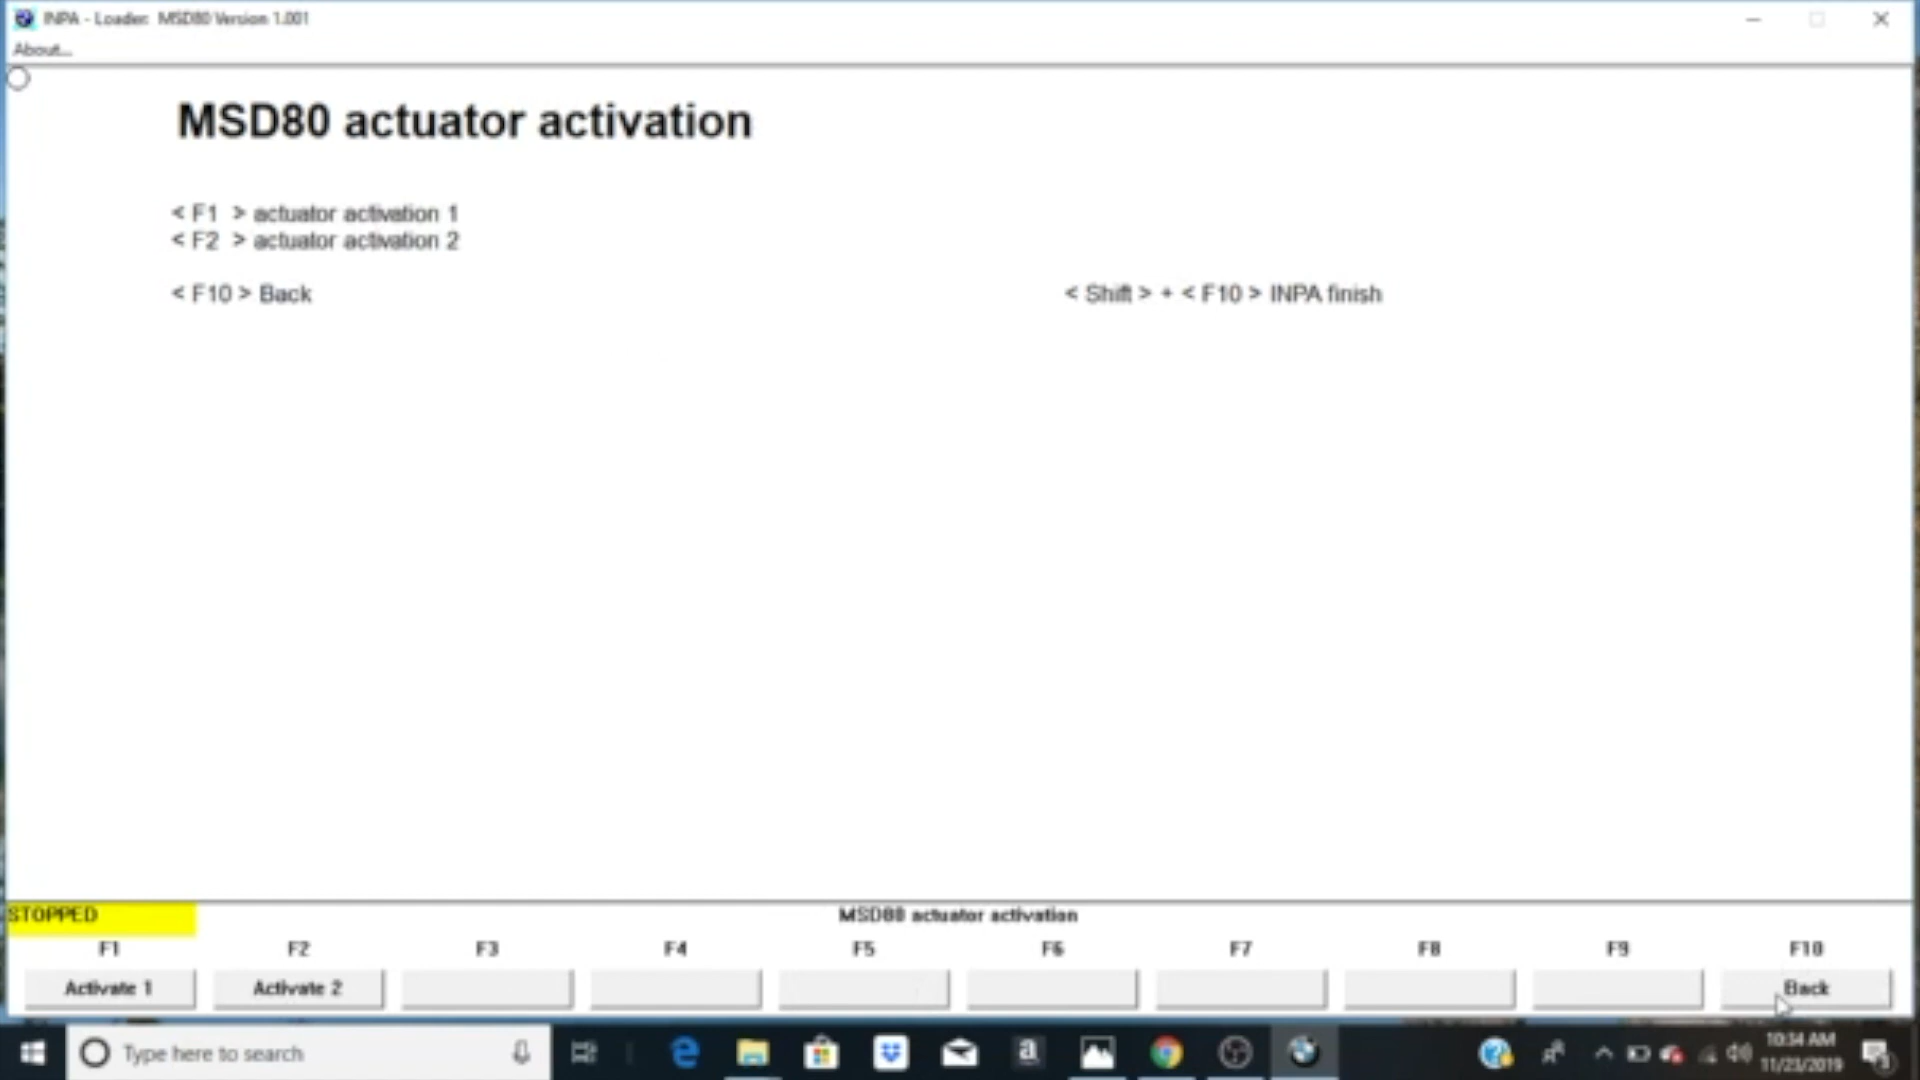 INPA - Loader: MSD80 Version 1.001
About...
MSD80 actuator activation
< F1 > actuator activation 1
< F2 > actuator activation 2
< F10 > Back
< Shift > + < F10 > INPA finish
STOPPED
MSD80 actuator activation
F1 F2 F3 F4 F5 F6 F7 F8 F9 F10
Activate 1 Activate 2 Back
Type here to search
10:34 AM
11/23/2019